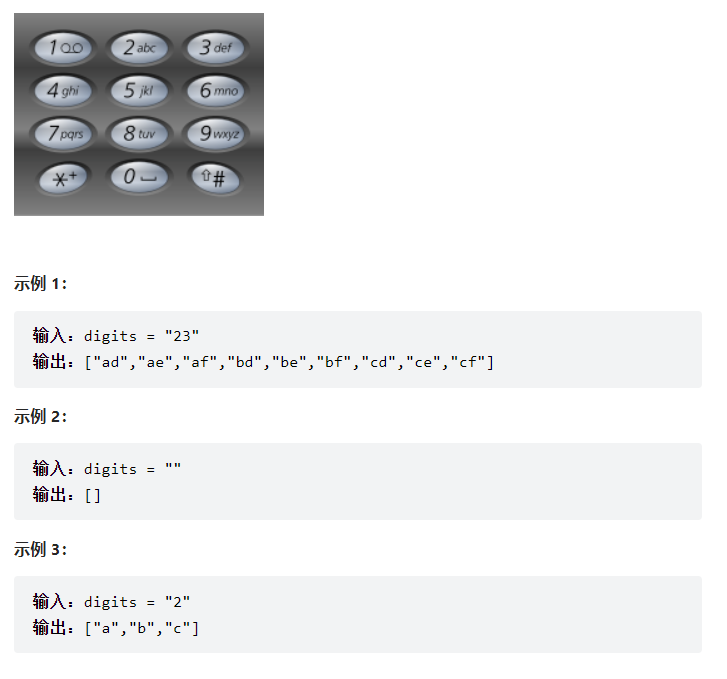 1 2 abc 3 def
4 ghi 5 jkl 6 mno
7 pqrs 8 tuv 9 wxyz
*+ 0 ⇧#
示例 1：
输入：digits = "23"
输出：["ad","ae","af","bd","be","bf","cd","ce","cf"]
示例 2：
输入：digits = ""
输出：[]
示例 3：
输入：digits = "2"
输出：["a","b","c"]